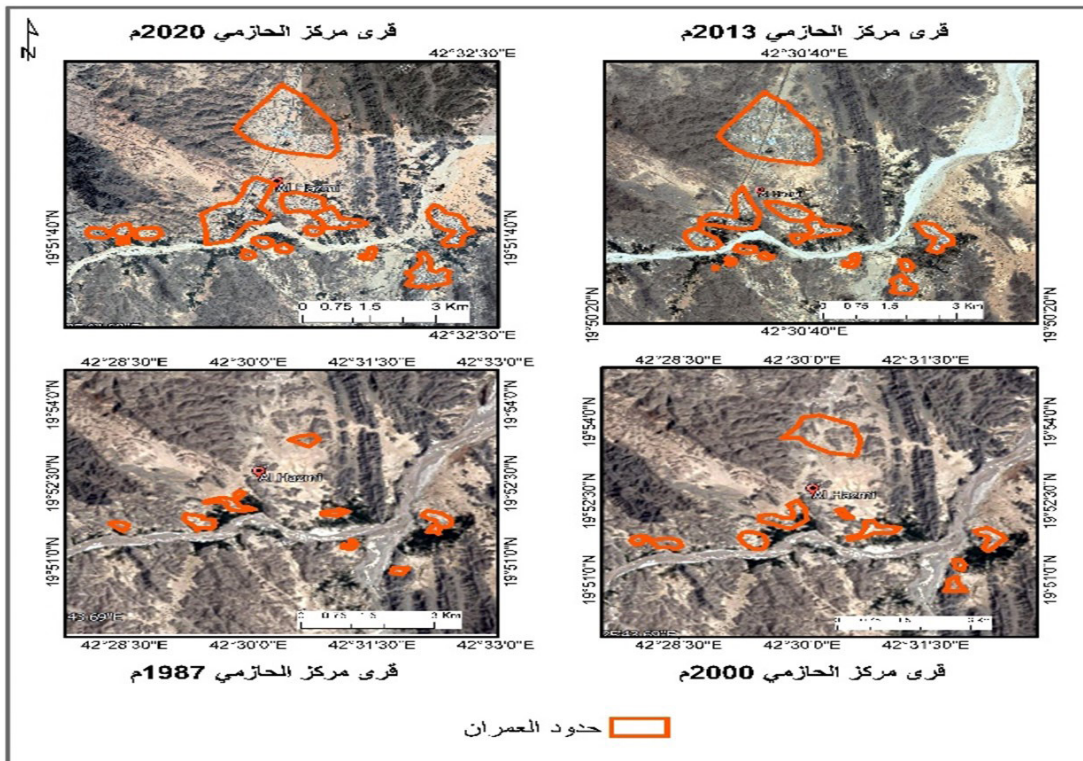 قرى مركز الحازمي 2020م
قرى مركز الحازمي 2013م
42°32'30"E
42°30'40"E
Al Hazmi
19°51'40"N
19°51'40"N
0 0.75 1.5 3 Km
0 0.75 1.5 3 Km
19°50'20"N
19°50'20"N
42°32'30"E
42°30'40"E
42°28'30"E 42°30'0"E 42°31'30"E 42°33'0"E
42°28'30"E 42°30'0"E 42°31'30"E
19°54'0"N
19°54'0"N
19°54'0"N
19°54'0"N
Al Hazmi
Al Hazmi
19°52'30"N
19°52'30"N
19°52'30"N
19°52'30"N
19°51'0"N
19°51'0"N
19°51'0"N
19°51'0"N
0 0.75 1.5 3 Km
0 0.75 1.5
42°28'30"E 42°30'0"E 42°31'30"E 42°33'0"E
42°28'30"E 42°30'0"E 42°31'30"E
قرى مركز الحازمي 1987م
قرى مركز الحازمي 2000م
حدود العمران